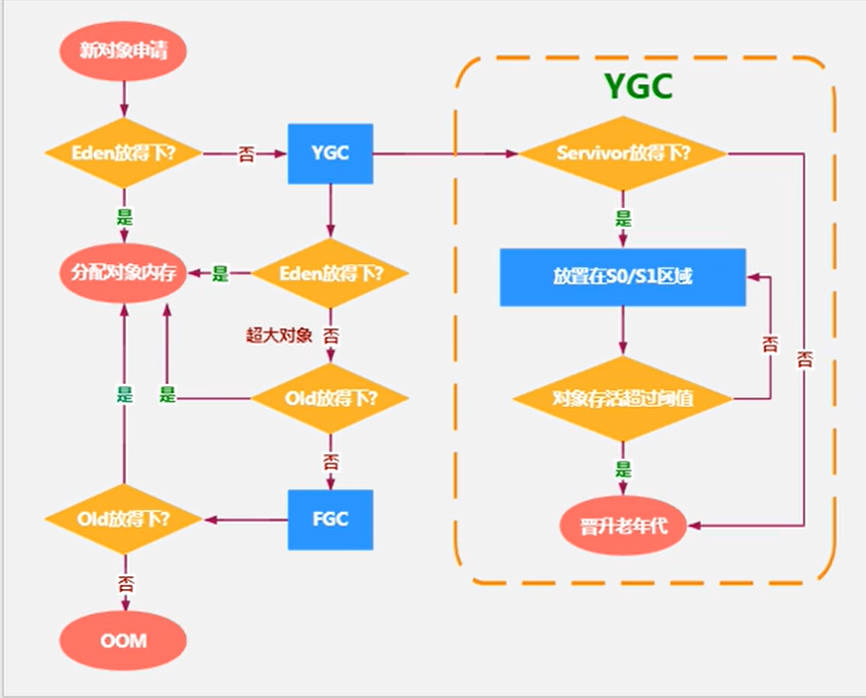 新对象申请
YGC
Eden放得下?
否
YGC
Servivor放得下?
是
是
分配对象内存
是
Eden放得下?
放置在S0/S1区域
超大对象
否
否
否
是
是
Old放得下?
对象存活超过阈值
否
是
Old放得下?
FGC
晋升老年代
否
OOM